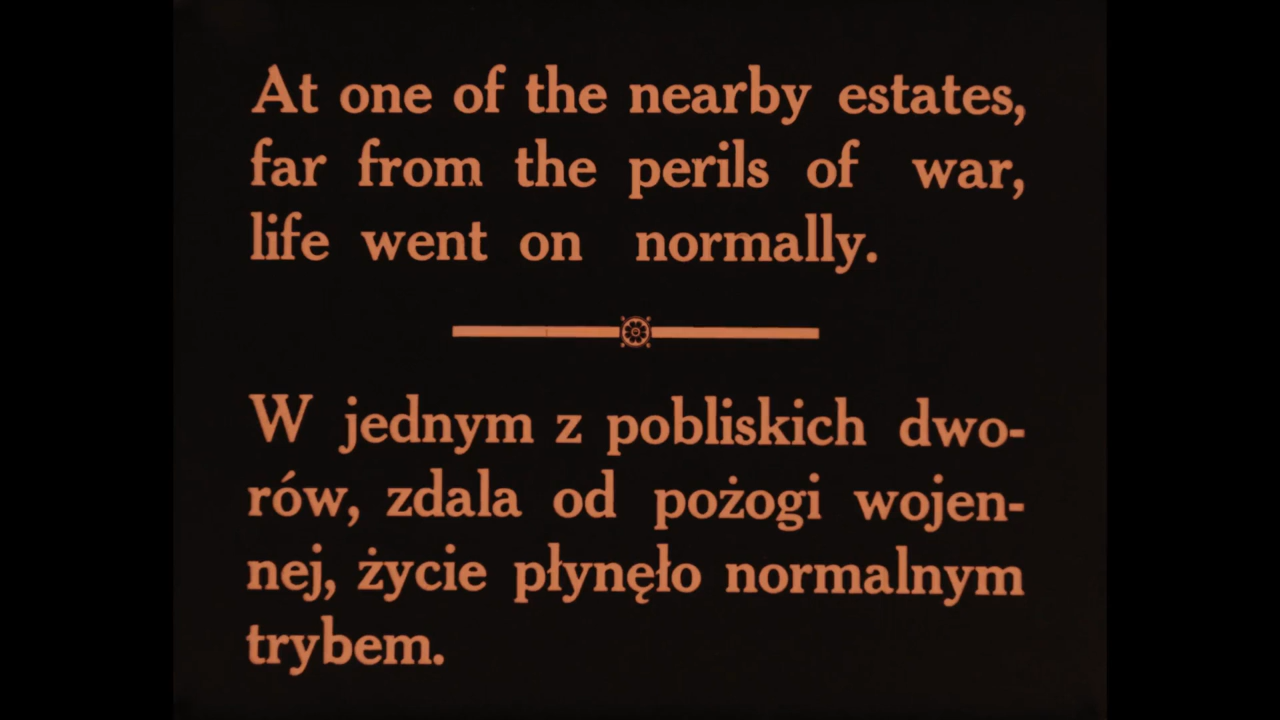 At one of the nearby estates,
far from the perils of war,
life went on normally.
W jednym z pobliskich dwo-
rów, zdala od pożogi wojen-
nej, życie płynęło normalnym
trybem.